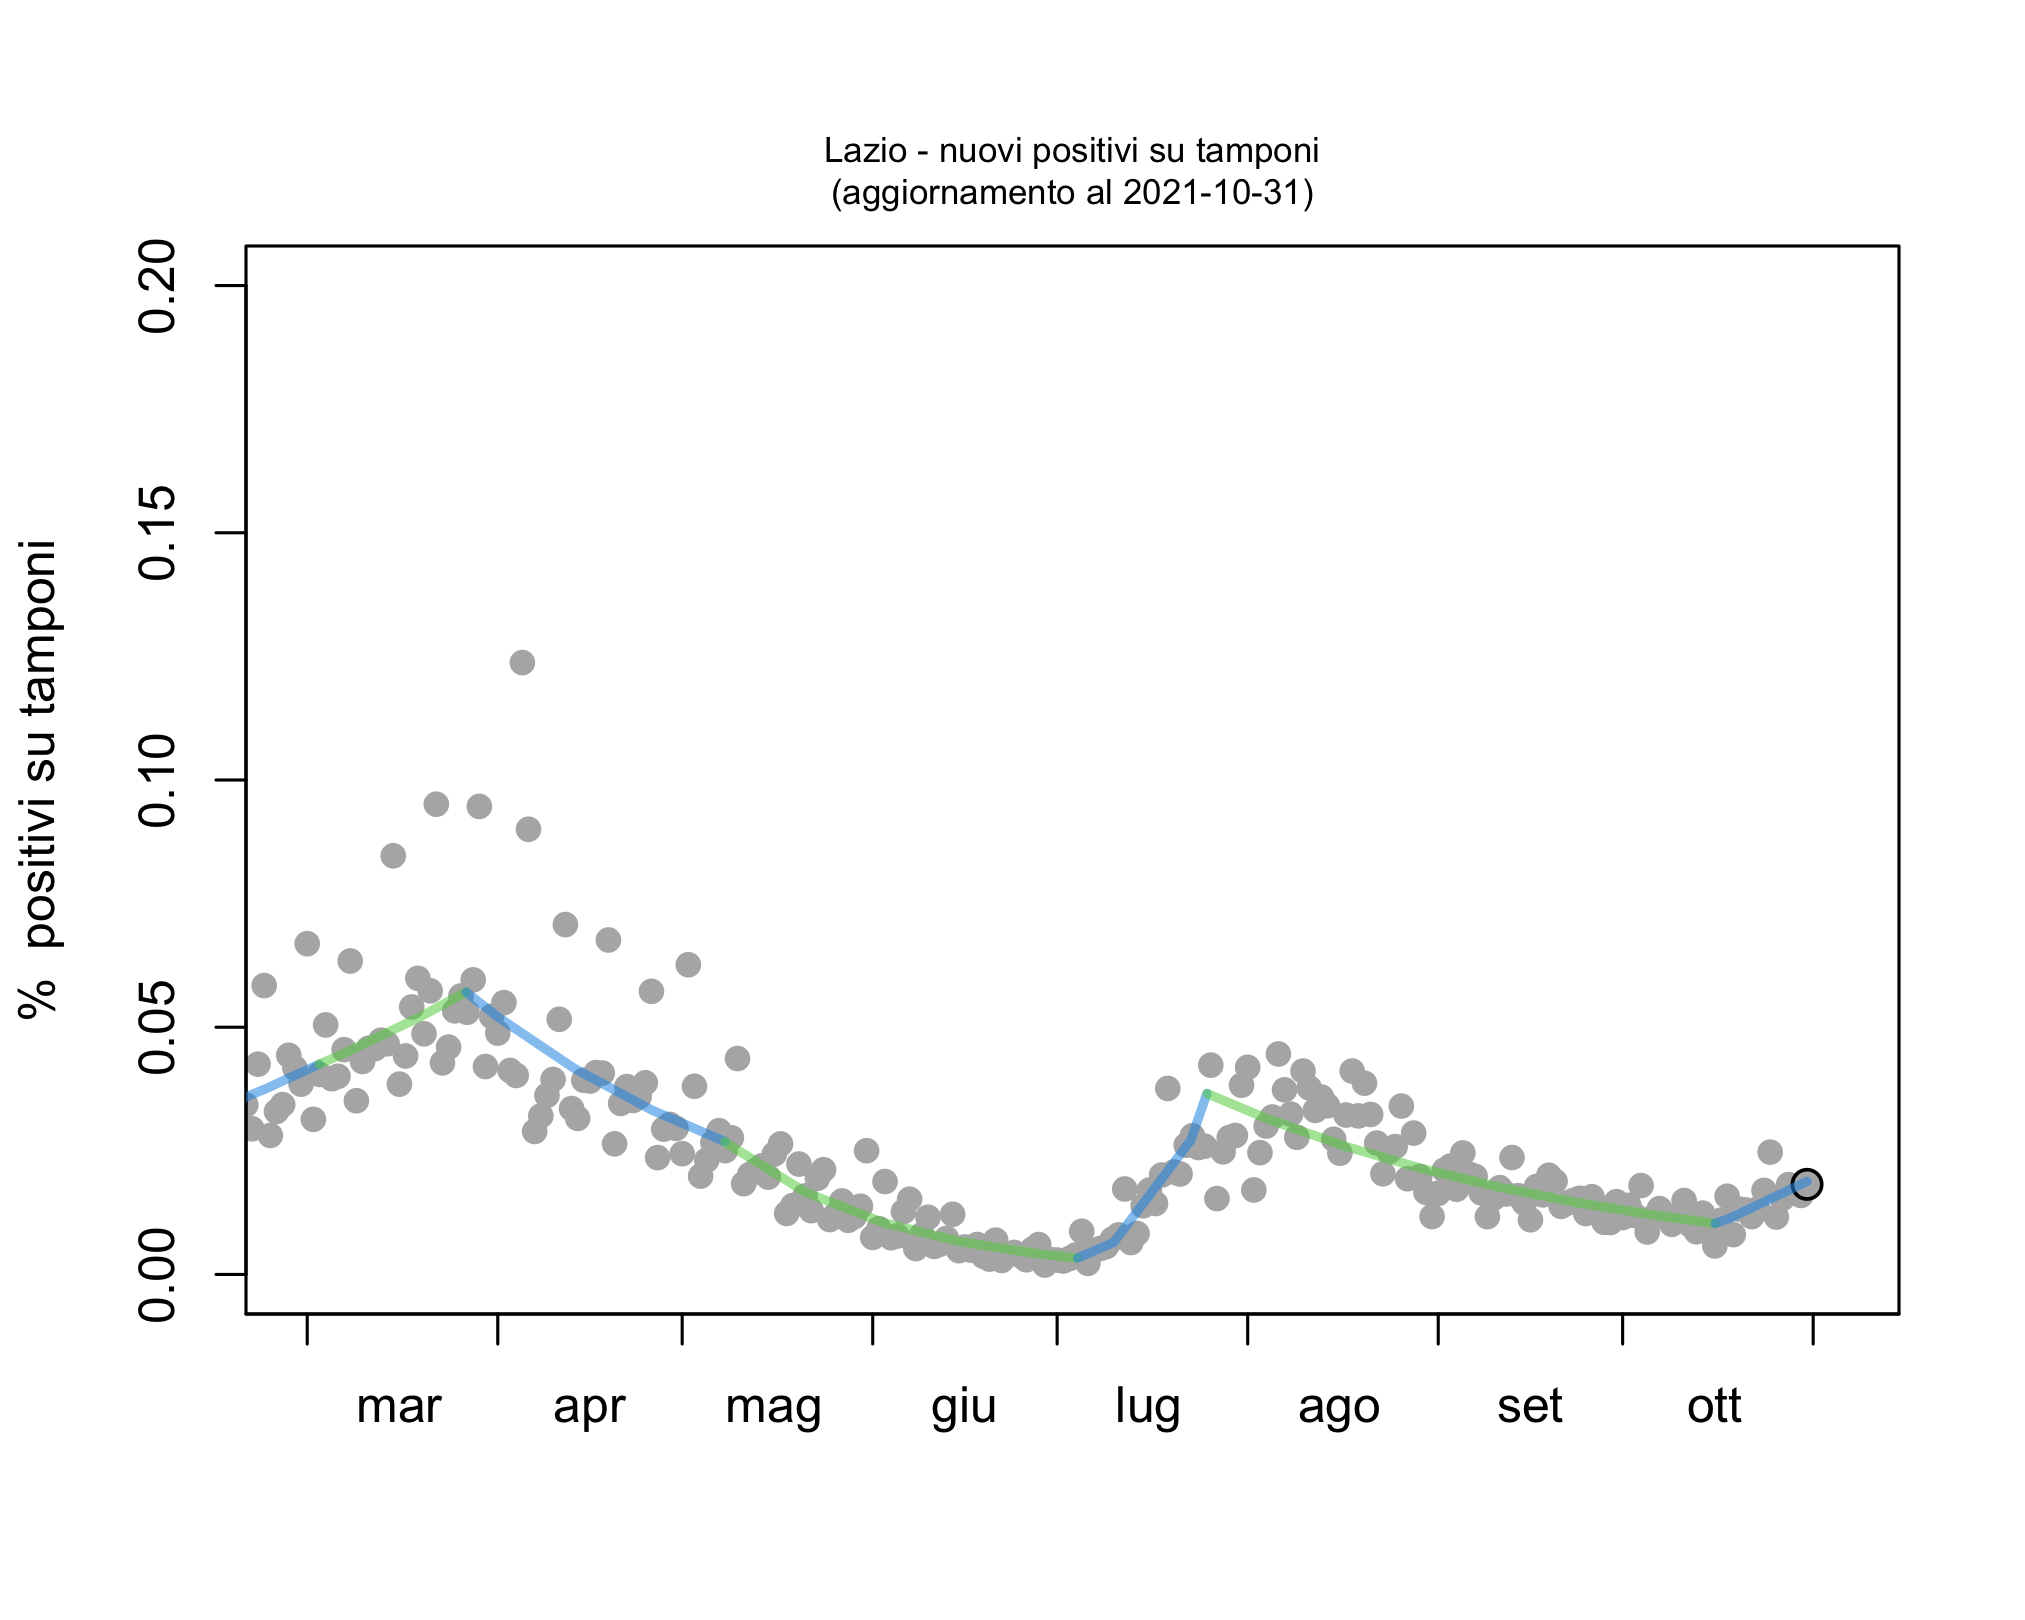 Lazio - nuovi positivi su tamponi
(aggiornamento al 2021-10-31)
% positivi su tamponi
0.20
0.15
0.10
0.05
0.00
mar apr mag giu lug ago set ott